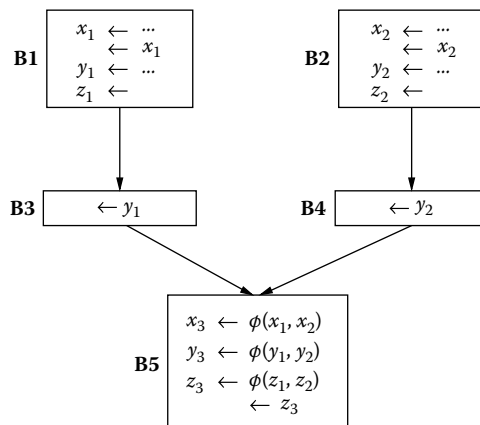 B1
x₁ ← ...
← x₁
y₁ ← ...
z₁ ←
B2
x₂ ← ...
← x₂
y₂ ← ...
z₂ ←
B3
← y₁
B4
← y₂
B5
x₃ ← ϕ(x₁, x₂)
y₃ ← ϕ(y₁, y₂)
z₃ ← ϕ(z₁, z₂)
← z₃